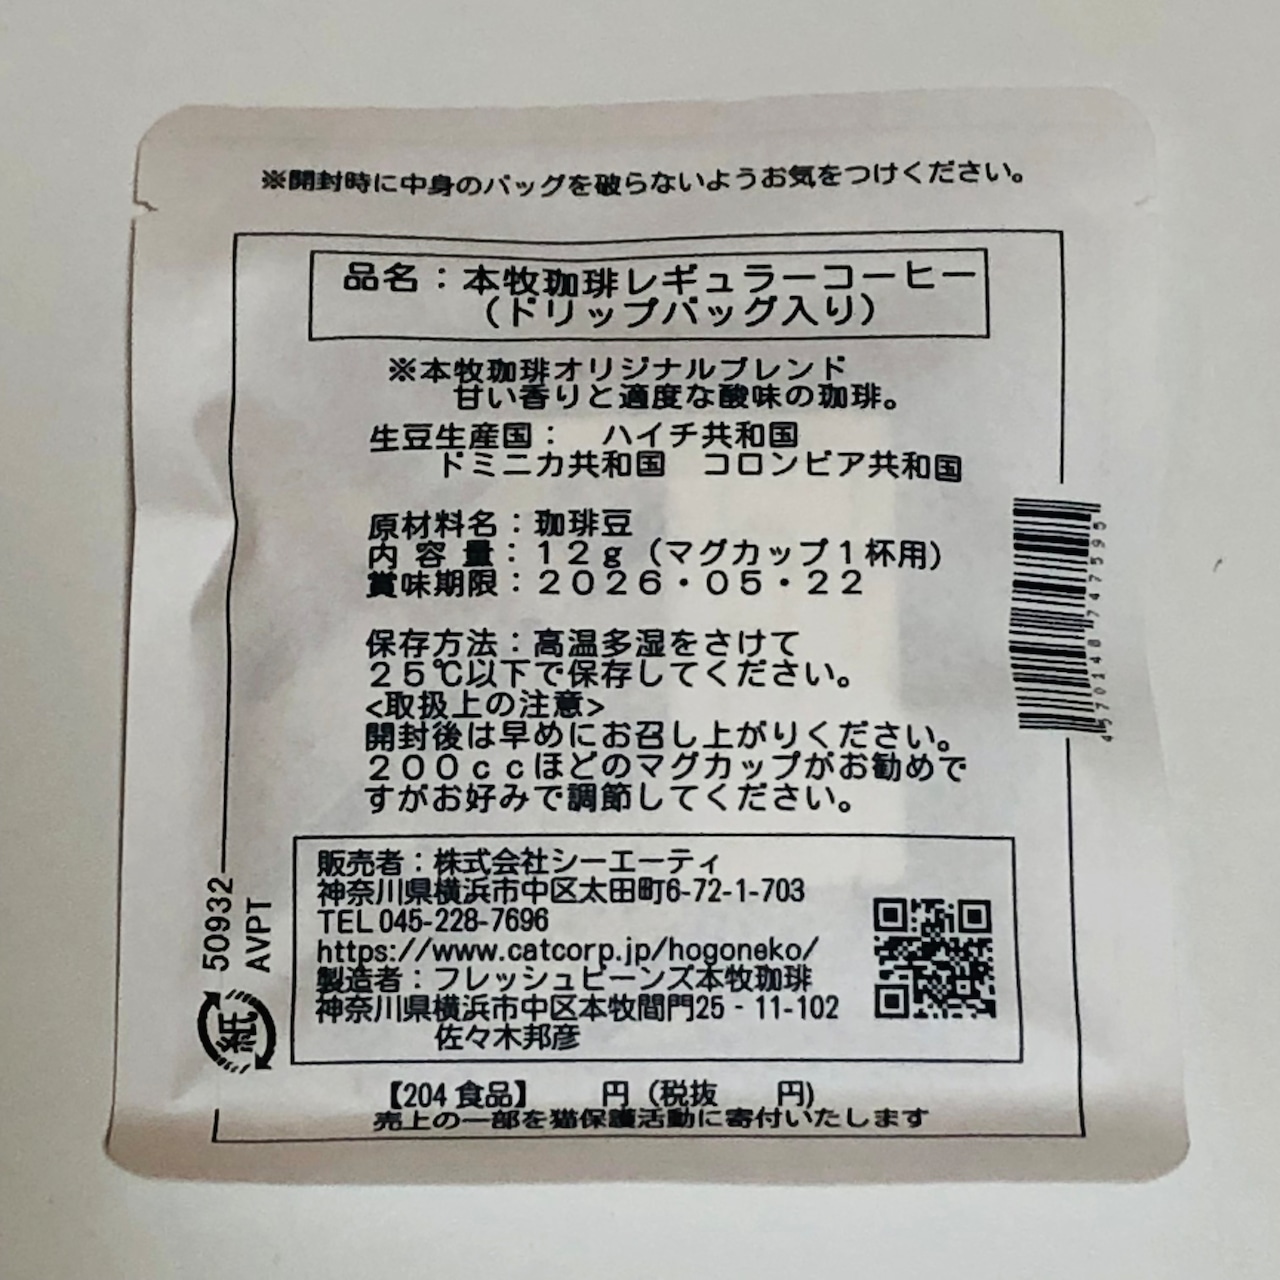 ※開封時に中身のバッグを破らないようお気をつけください。
品名：本牧珈琲レギュラーコーヒー
（ドリップバッグ入り）
※本牧珈琲オリジナルブレンド
甘い香りと適度な酸味の珈琲。
生豆生産国：　ハイチ共和国
ドミニカ共和国　コロンビア共和国
原材料名：珈琲豆
内 容 量：１２ｇ（マグカップ１杯用)
賞味期限：２０２６・０５・２２
保存方法：高温多湿をさけて
２５℃以下で保存してください。
<取扱上の注意>
開封後は早めにお召し上がりください。
２００ｃｃほどのマグカップがお勧めで
すがお好みで調節してください。
4570148747595
販売者：株式会社シーエーティ
神奈川県横浜市中区太田町6-72-1-703
TEL 045-228-7696
https://www.catcorp.jp/hogoneko/
製造者：フレッシュビーンズ本牧珈琲
神奈川県横浜市中区本牧間門25‐11-102
佐々木邦彦
50932
AVPT
紙
【204 食品】　　円（税抜　　円)
売上の一部を猫保護活動に寄付いたします